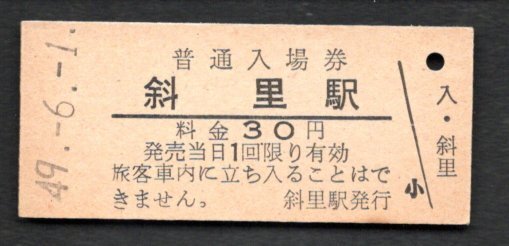 49.-6.-1.
普通入場券
斜里駅
料金30円
発売当日1回限り有効
旅客車内に立ち入ることはで
きません。 斜里駅発行
入・斜里
小